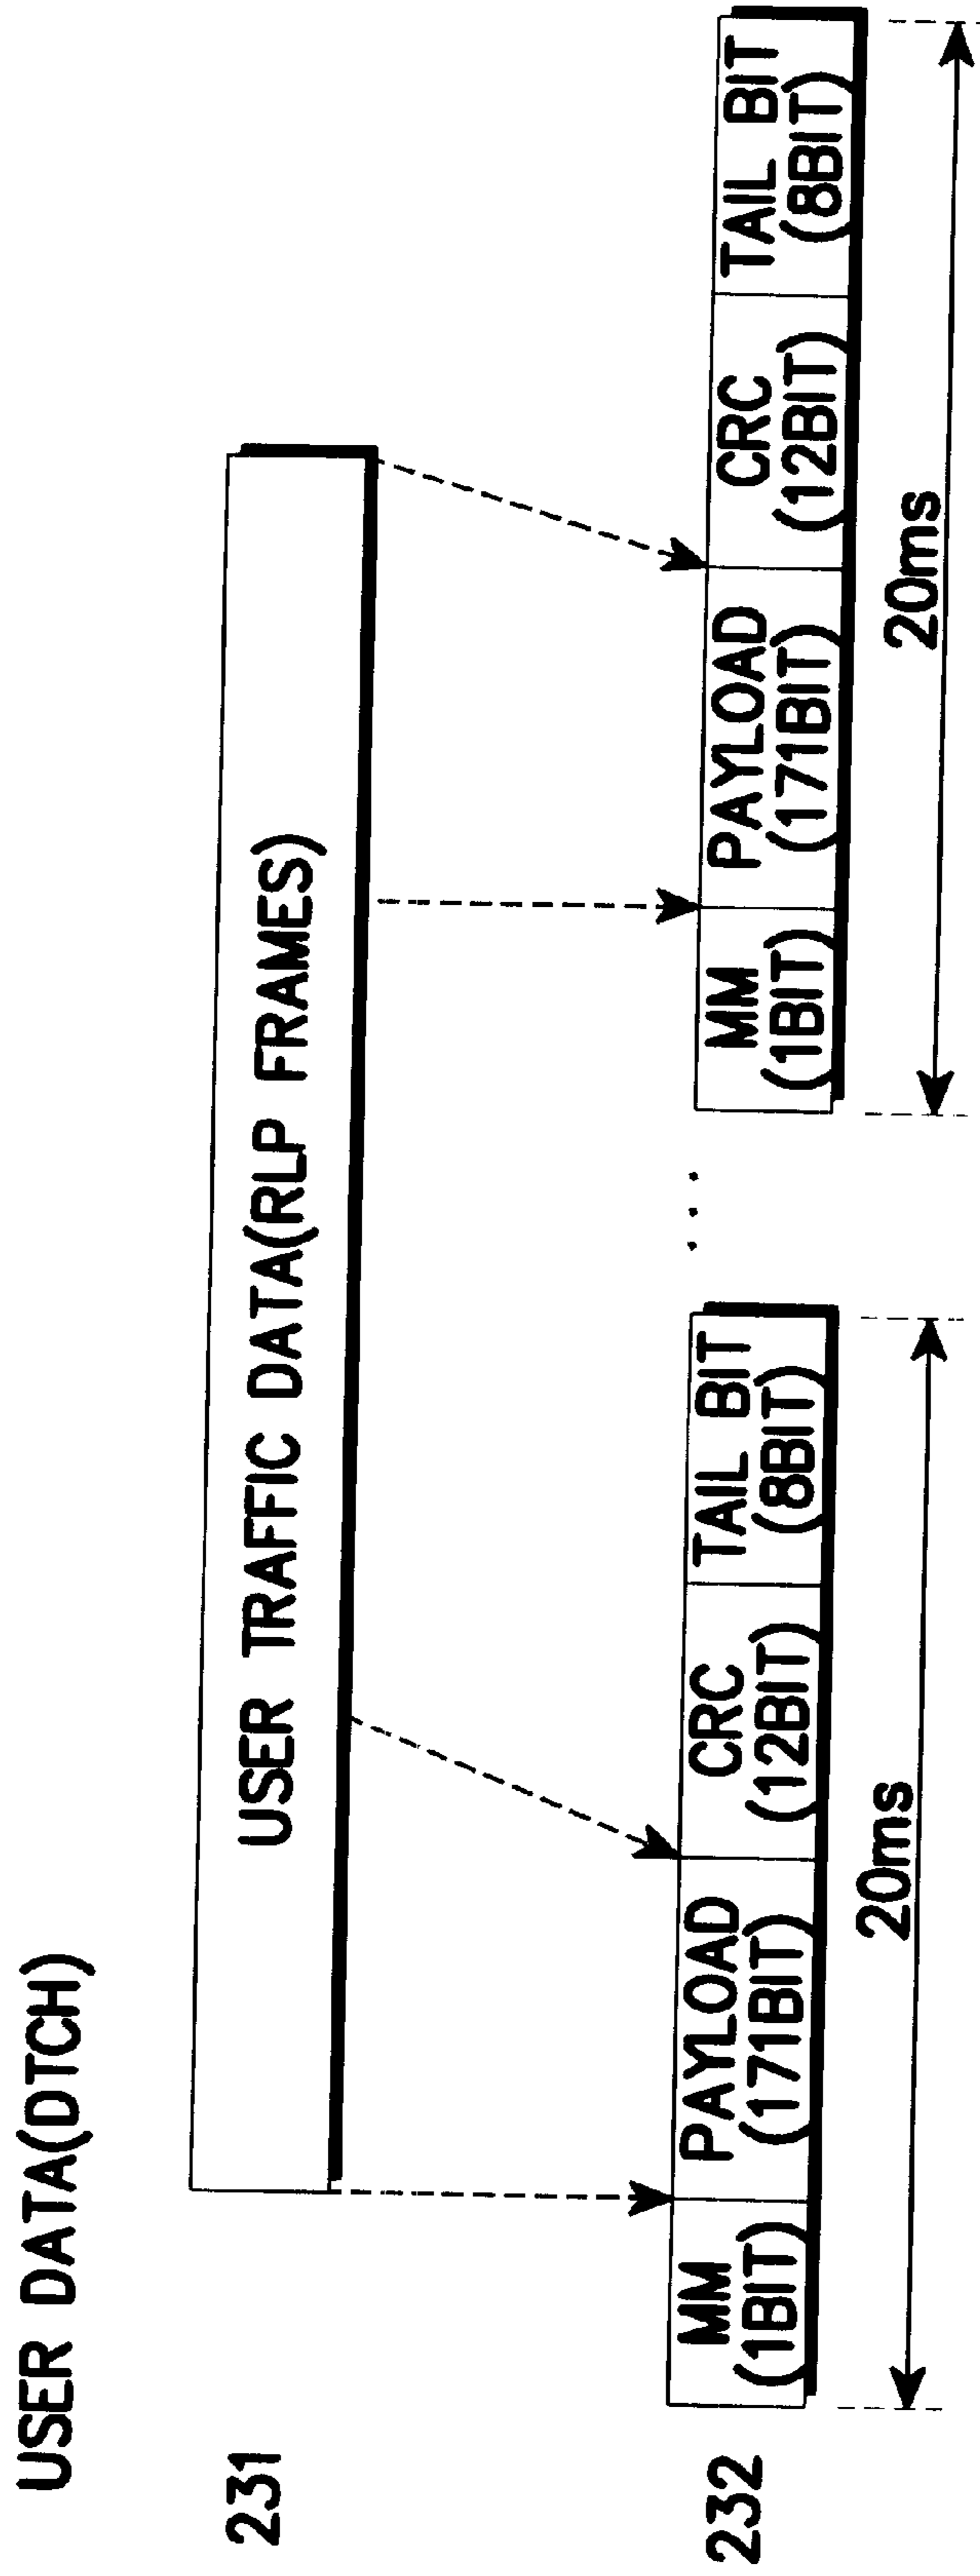 USER DATA(DTCH)
231
USER TRAFFIC DATA(RLP FRAMES)
232
MM
(1BIT)
PAYLOAD
(171BIT)
CRC
(12BIT)
TAIL BIT
(8BIT)
20ms
...
MM
(1BIT)
PAYLOAD
(171BIT)
CRC
(12BIT)
TAIL BIT
(8BIT)
20ms